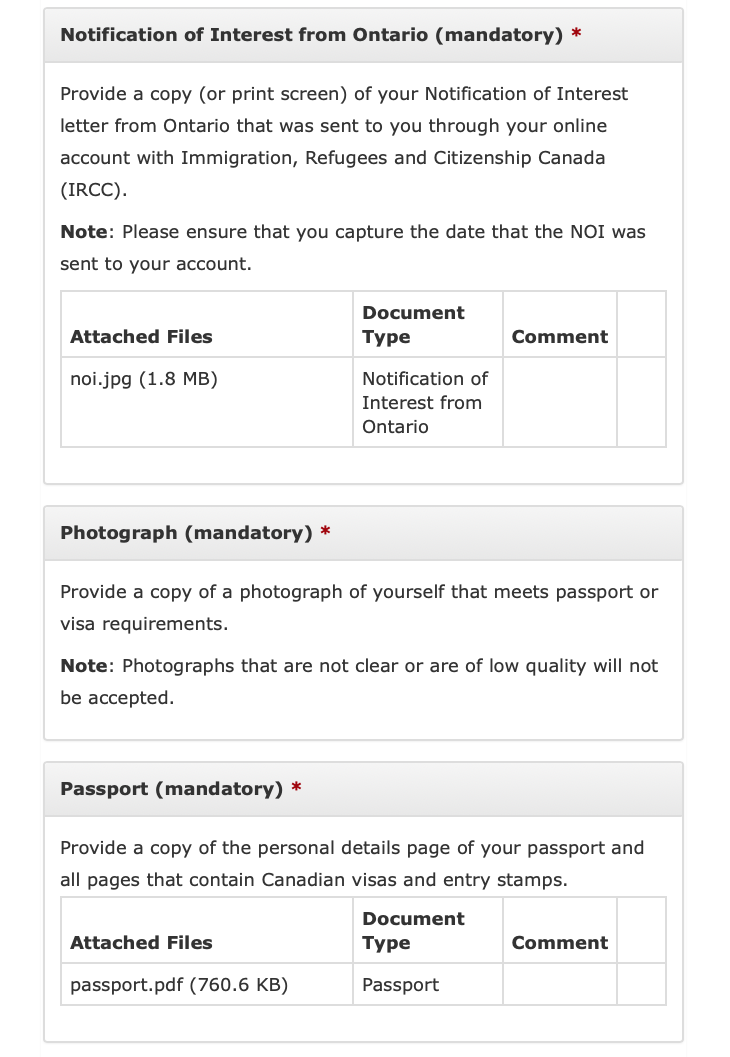 Notification of Interest from Ontario (mandatory) *
Provide a copy (or print screen) of your Notification of Interest
letter from Ontario that was sent to you through your online
account with Immigration, Refugees and Citizenship Canada
(IRCC).
Note: Please ensure that you capture the date that the NOI was
sent to your account.
Attached Files
Document
Type
Comment
noi.jpg (1.8 MB)
Notification of
Interest from
Ontario
Photograph (mandatory) *
Provide a copy of a photograph of yourself that meets passport or
visa requirements.
Note: Photographs that are not clear or are of low quality will not
be accepted.
Passport (mandatory) *
Provide a copy of the personal details page of your passport and
all pages that contain Canadian visas and entry stamps.
Attached Files
Document
Type
Comment
passport.pdf (760.6 KB)
Passport